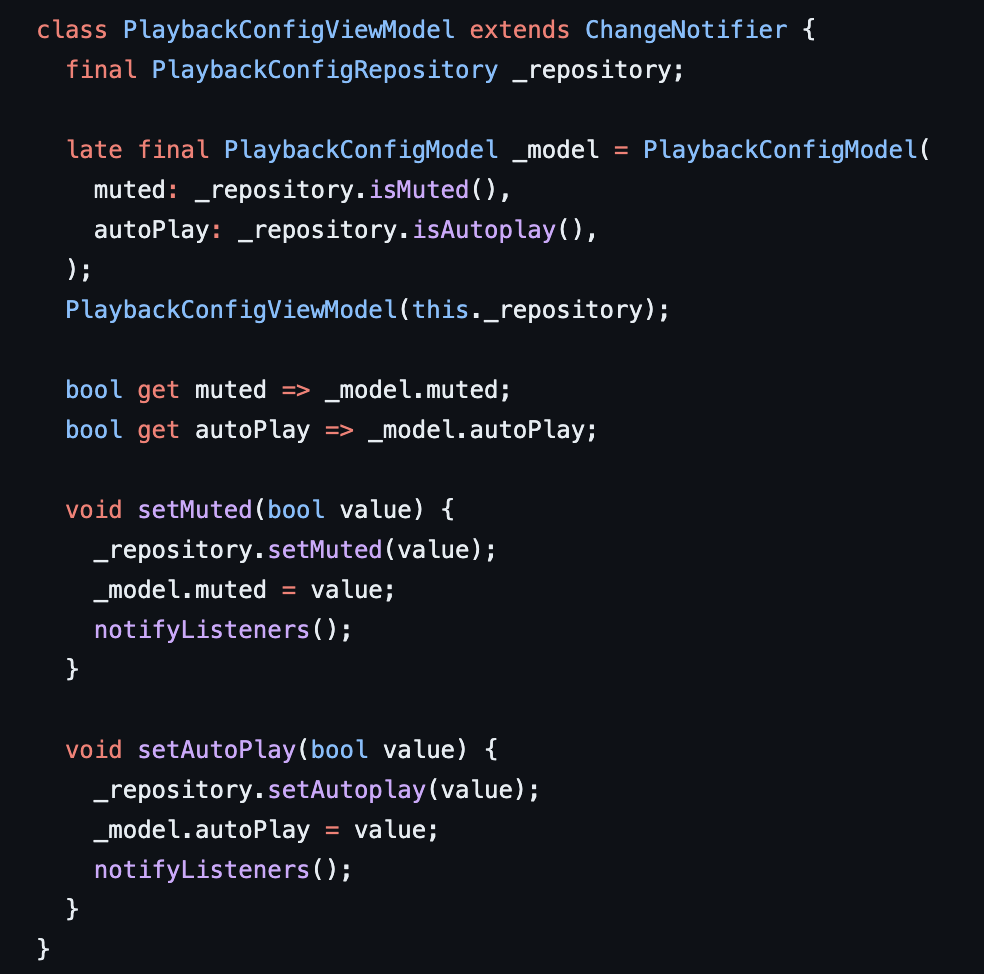 class PlaybackConfigViewModel extends ChangeNotifier {
  final PlaybackConfigRepository _repository;

  late final PlaybackConfigModel _model = PlaybackConfigModel(
    muted: _repository.isMuted(),
    autoPlay: _repository.isAutoplay(),
  );
  PlaybackConfigViewModel(this._repository);

  bool get muted => _model.muted;
  bool get autoPlay => _model.autoPlay;

  void setMuted(bool value) {
    _repository.setMuted(value);
    _model.muted = value;
    notifyListeners();
  }

  void setAutoPlay(bool value) {
    _repository.setAutoplay(value);
    _model.autoPlay = value;
    notifyListeners();
  }
}